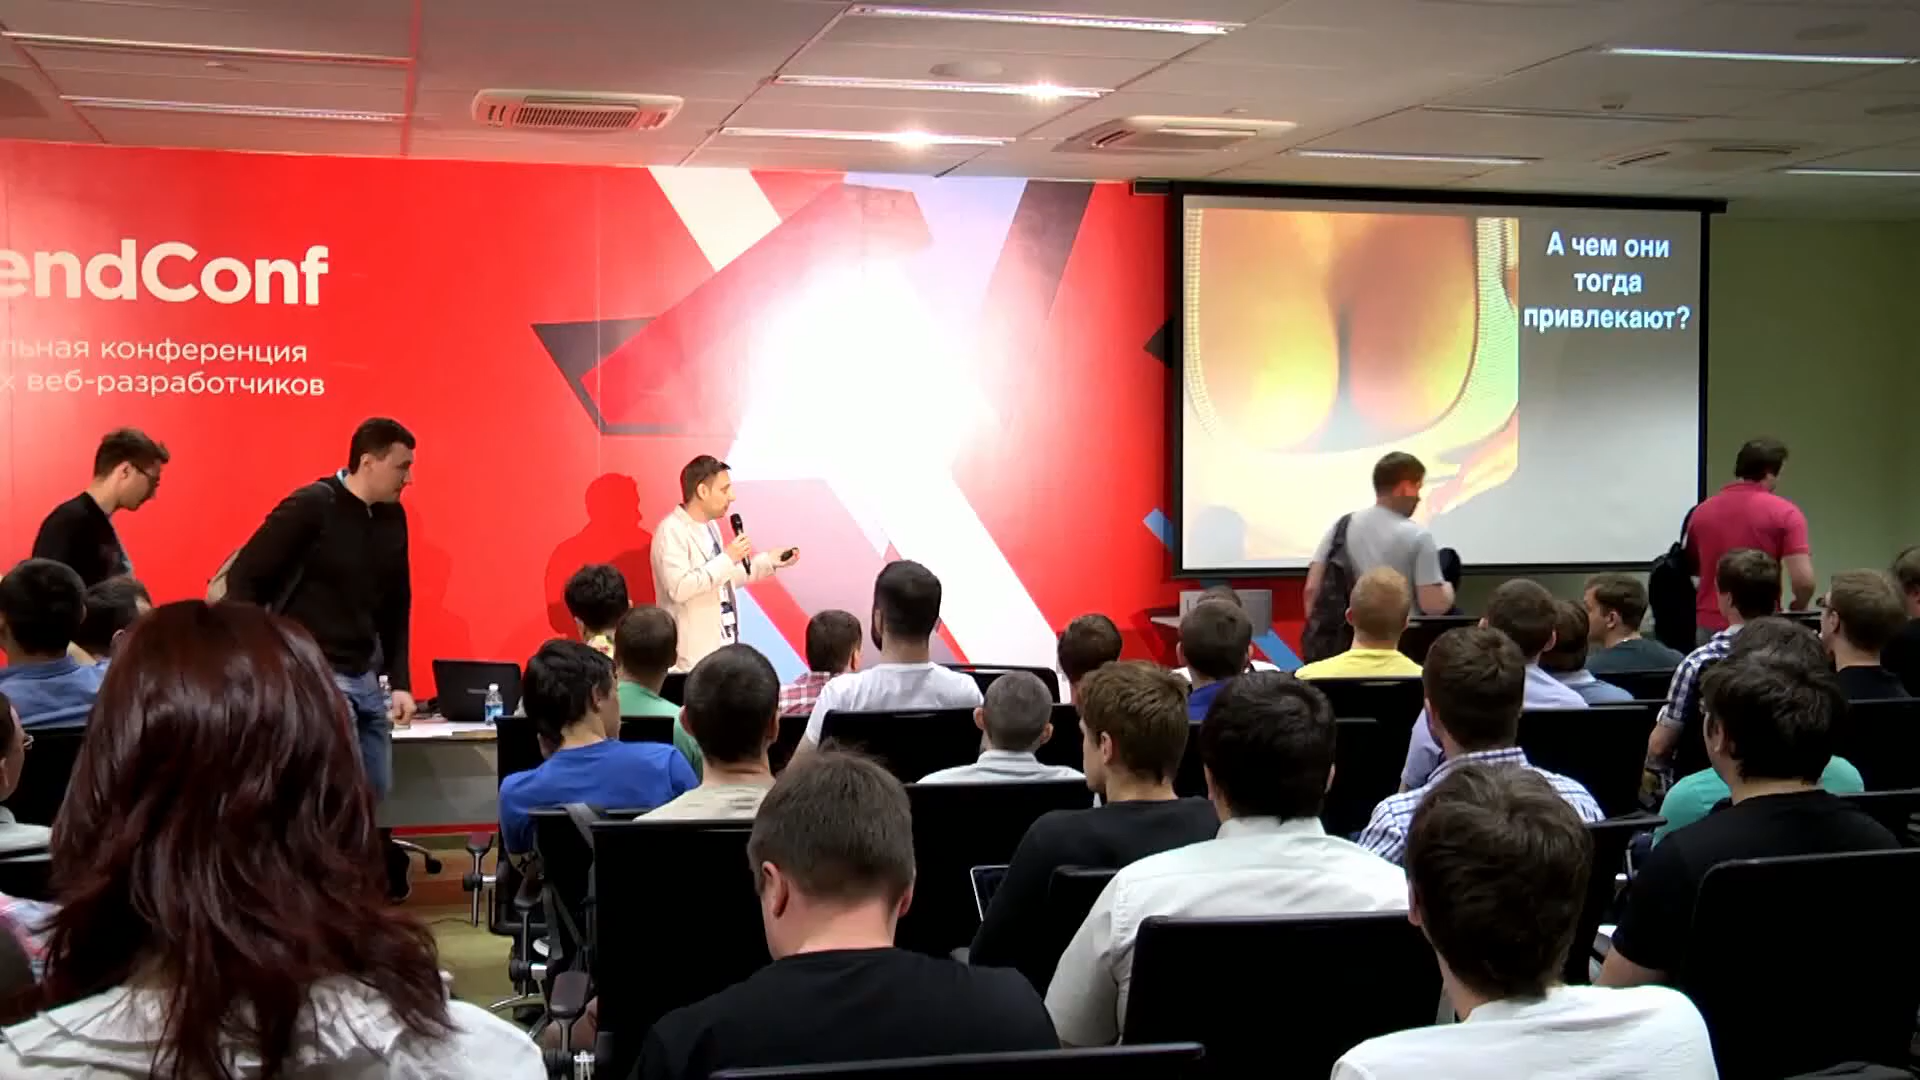 endConf
льная конференция
х веб-разработчиков
А чем они
тогда
привлекают?